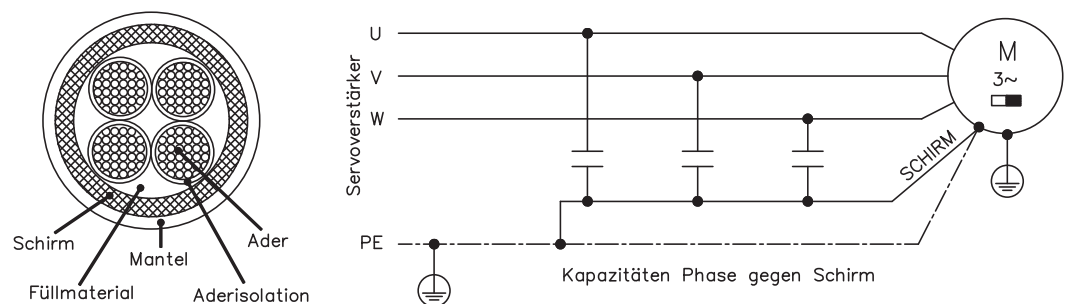 Schirm
Füllmaterial
Mantel
Ader
Aderisolation
Servoverstärker
U
V
W
PE
M
3~
SCHIRM
Kapazitäten Phase gegen Schirm